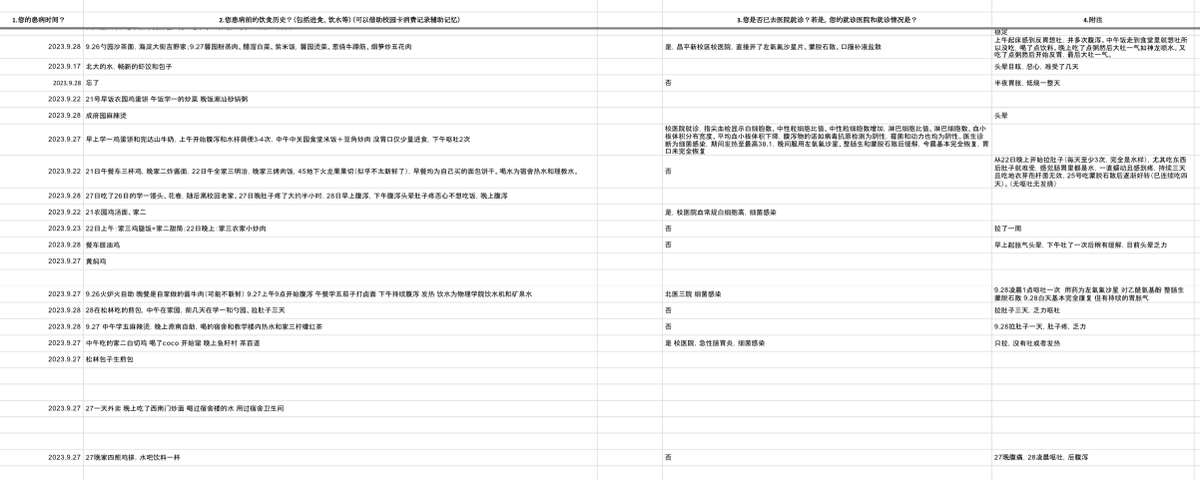 1.您的患病时间？ 2.您患病前的饮食历史？(包括进食、饮水等) (可以借助校园卡消费记录辅助记忆) 3.您是否已去医院就诊？若是，您的就诊医院和就诊情况是？ 4.附注
稳定
2023.9.28 9.26勺园炒茶面，海淀大街吉野家；9.27馨园粉蒸肉、醋溜白菜、紫米饭，馨园烫菜、葱烧牛蹄筋、烟笋炒五花肉 是，昌平新校区校医院，直接开了左氧氟沙星片、蒙脱石散、口服补液盐散
上午起床感到反胃想吐，并多次腹泻。中午饭走到食堂里就想吐所
以没吃，喝了点饮料。晚上吃了点粥然后大吐一气如神龙喷水。又
吃了点粥然后开始反胃，最后大吐一气。
2023.9.17 北大的水，畅新的虾饺和包子 头晕目眩，恶心，难受了几天
2023.9.28 忘了 否 半夜胃胀，低烧一整天
2023.9.22 21号早饭农园鸡蛋饼 午饭学一的炒菜 晚饭潮汕砂锅粥
2023.9.28 成府园麻辣烫 头晕
2023.9.27 早上学一鸡蛋饼和完达山牛奶，上午开始腹泻和水样粪便3-4次，中午中关园食堂米饭＋豆角炒肉 没胃口仅少量进食，下午呕吐2次
校医院就诊，指尖血检显示白细胞数、中性粒细胞比值、中性粒细胞数增加，淋巴细胞比值、淋巴细胞数、血小
板体积分布宽度、平均血小板体积下降，腹泻物的诺如病毒抗原检测为阴性，霉菌和动力也均为阴性。医生诊
断为细菌感染，期间发热至最高38.1，晚间服用左氧氟沙星、整肠生和蒙脱石散后缓解，今晨基本完全恢复，胃
口未完全恢复
2023.9.22 21日午餐车三杯鸡，晚家二炒酱面，22日午全家三明治，晚家三烤肉饭，45地下火龙果果切(似乎不太新鲜了)，早餐均为自己买的面包饼干。喝水为宿舍热水和理教水。 否
从22日晚上开始拉肚子(每天至少3次，完全是水样)，尤其吃东西
后肚子就难受，感觉肠胃里都是水，一直蠕动且感到疼，持续三天
且吃地衣芽孢杆菌无效，25号吃蒙脱石散后逐渐好转(已连续吃四
天)。(无呕吐无发烧)
2023.9.28 27日吃了26日的学一馒头、花卷，随后离校回老家。27日晚肚子疼了大约半小时，28日早上腹泻，下午腹泻头晕肚子疼恶心不想吃饭，晚上腹泻
2023.9.22 21农园鸡汤面、家二 是，校医院血常规白细胞高，细菌感染
2023.9.23 22日上午：家三鸡腿饭+家二甜筒；22日晚上：家三农家小炒肉 否 拉了一周
2023.9.28 餐车豉油鸡 否 早上起胀气头晕，下午吐了一次后稍有缓解，目前头晕乏力
2023.9.27 黄焖鸡
2023.9.27 9.26火炉火自助 晚餐是自家做的酱牛肉(可能不新鲜) 9.27上午9点开始腹泻 午餐学五茄子打卤面 下午持续腹泻 发热 饮水为物理学院饮水机和矿泉水 北医三院 细菌感染
9.28凌晨1点呕吐一次 用药为左氧氟沙星 对乙酰氨基酚 整肠生
蒙脱石散 9.28白天基本完全康复 但有持续的胃胀气
2023.9.28 28在松林吃的煎包，中午在家园，前几天在学一和勺园。拉肚子三天 否 拉肚子三天，乏力呕吐
2023.9.28 9.27 中午学五麻辣烫，晚上燕南自助，喝的宿舍和教学楼内热水和家三柠檬红茶 否 9.28拉肚子一天，肚子疼，乏力
2023.9.27 中午吃的家二白切鸡 喝了coco 开始窜 晚上鱼籽村 茶百道 是 校医院，急性肠胃炎，细菌感染 只拉，没有吐或者发热
2023.9.27 松林包子生煎包
2023.9.27 27一天外卖 晚上吃了西南门炒面 喝过宿舍楼的水 用过宿舍卫生间
2023.9.27 27晚家四煎鸡排，水吧饮料一杯 否 27晚腹痛，28凌晨呕吐，后腹泻